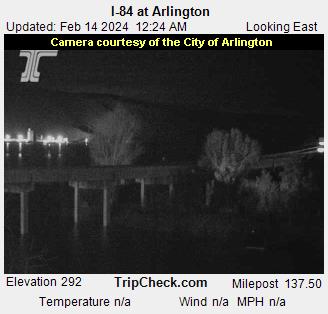 I-84 at Arlington
Updated: Feb 14 2024 12:24 AM Looking East
Camera courtesy of the City of Arlington
Elevation 292 TripCheck.com Milepost 137.50
Temperature n/a Wind n/a MPH n/a